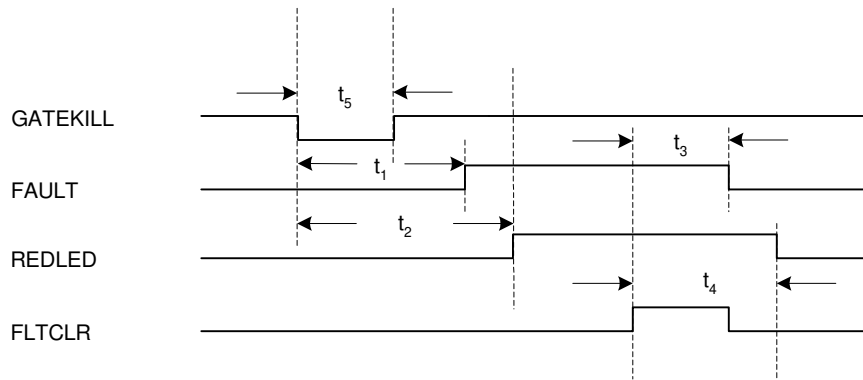 t₅
GATEKILL
t₃
t₁
FAULT
t₂
REDLED
t₄
FLTCLR